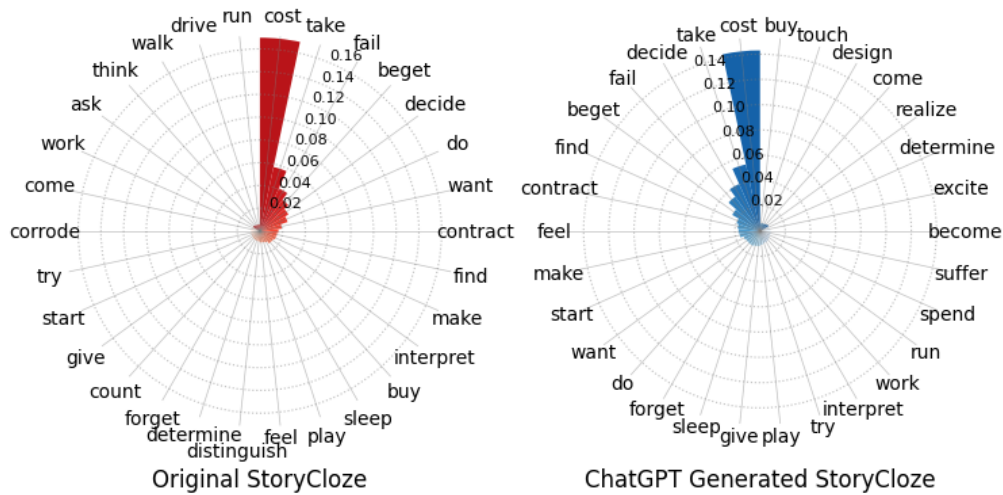 run cost
drive take
walk fail
think beget
ask decide
work do
come want
corrode contract
try find
start make
give interpret
count buy
forget sleep
determine play
distinguish feel
0.02
0.04
0.06
0.08
0.10
0.12
0.14
0.16
Original StoryCloze
cost buy
take touch
decide design
fail come
beget realize
find determine
contract excite
feel become
make suffer
start spend
want run
do work
forget interpret
sleep try
give play
0.02
0.04
0.06
0.08
0.10
0.12
0.14
ChatGPT Generated StoryCloze